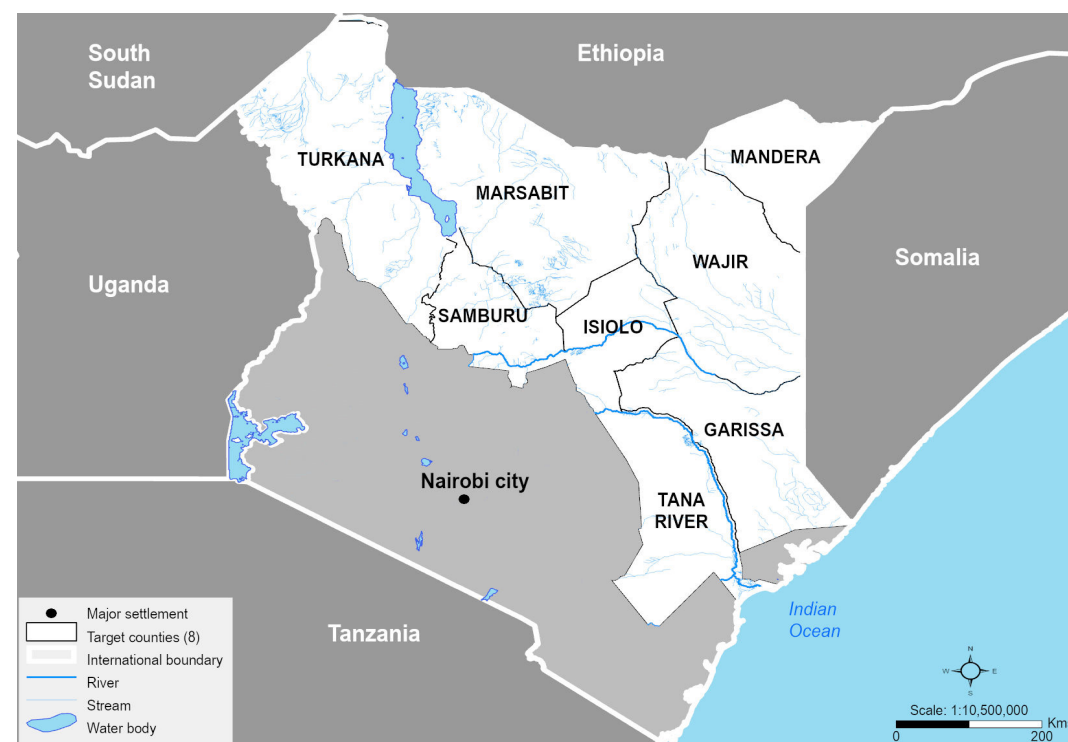 South
Sudan
Ethiopia
TURKANA
MANDERA
MARSABIT
WAJIR
Somalia
Uganda
SAMBURU
ISIOLO
GARISSA
Nairobi city
TANA
RIVER
Tanzania
Indian
Ocean
Major settlement
Target counties (8)
International boundary
River
Stream
Water body
N
W
E
S
Scale: 1:10,500,000
Km
0
200